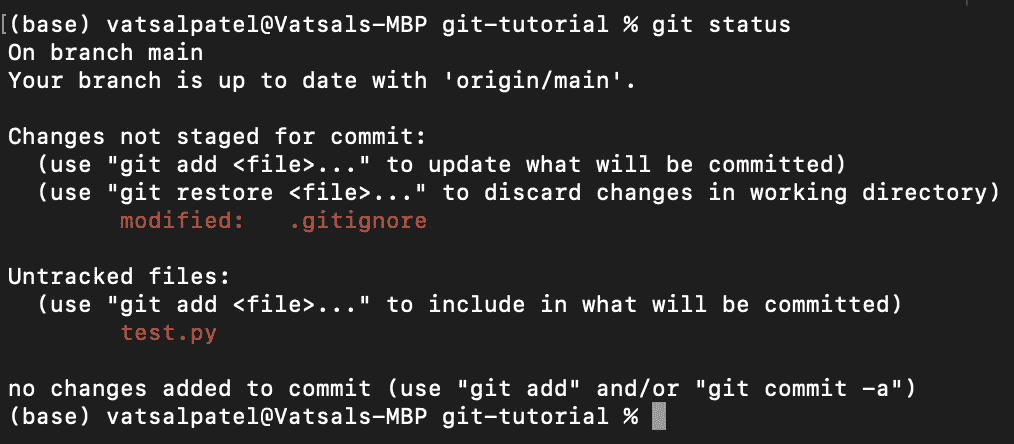 [(base) vatsalpatel@Vatsals-MBP git-tutorial % git status
On branch main
Your branch is up to date with 'origin/main'.
Changes not staged for commit:
  (use "git add <file>..." to update what will be committed)
  (use "git restore <file>..." to discard changes in working directory)
        modified:   .gitignore
Untracked files:
  (use "git add <file>..." to include in what will be committed)
        test.py
no changes added to commit (use "git add" and/or "git commit -a")
(base) vatsalpatel@Vatsals-MBP git-tutorial %